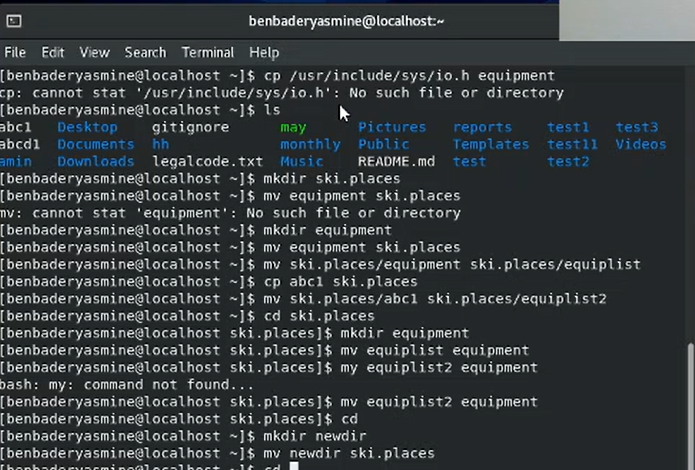 benbaderyasmine@localhost:~
File Edit View Search Terminal Help
[benbaderyasmine@localhost ~]$ cp /usr/include/sys/io.h equipment
cp: cannot stat '/usr/include/sys/io.h': No such file or directory
[benbaderyasmine@localhost ~]$ ls
abc1 Desktop gitignore may Pictures reports test1 test3
abcd1 Documents hh monthly Public Templates test11 Videos
amin Downloads legalcode.txt Music README.md test test2
[benbaderyasmine@localhost ~]$ mkdir ski.places
[benbaderyasmine@localhost ~]$ mv equipment ski.places
mv: cannot stat 'equipment': No such file or directory
[benbaderyasmine@localhost ~]$ mkdir equipment
[benbaderyasmine@localhost ~]$ mv equipment ski.places
[benbaderyasmine@localhost ~]$ mv ski.places/equipment ski.places/equiplist
[benbaderyasmine@localhost ~]$ cp abc1 ski.places
[benbaderyasmine@localhost ~]$ mv ski.places/abc1 ski.places/equiplist2
[benbaderyasmine@localhost ~]$ cd ski.places
[benbaderyasmine@localhost ski.places]$ mkdir equipment
[benbaderyasmine@localhost ski.places]$ mv equiplist equipment
[benbaderyasmine@localhost ski.places]$ my equiplist2 equipment
bash: my: command not found...
[benbaderyasmine@localhost ski.places]$ mv equiplist2 equipment
[benbaderyasmine@localhost ski.places]$ cd
[benbaderyasmine@localhost ~]$ mkdir newdir
[benbaderyasmine@localhost ~]$ mv newdir ski.places
[benbaderyasmine@localhost ~]$ cd